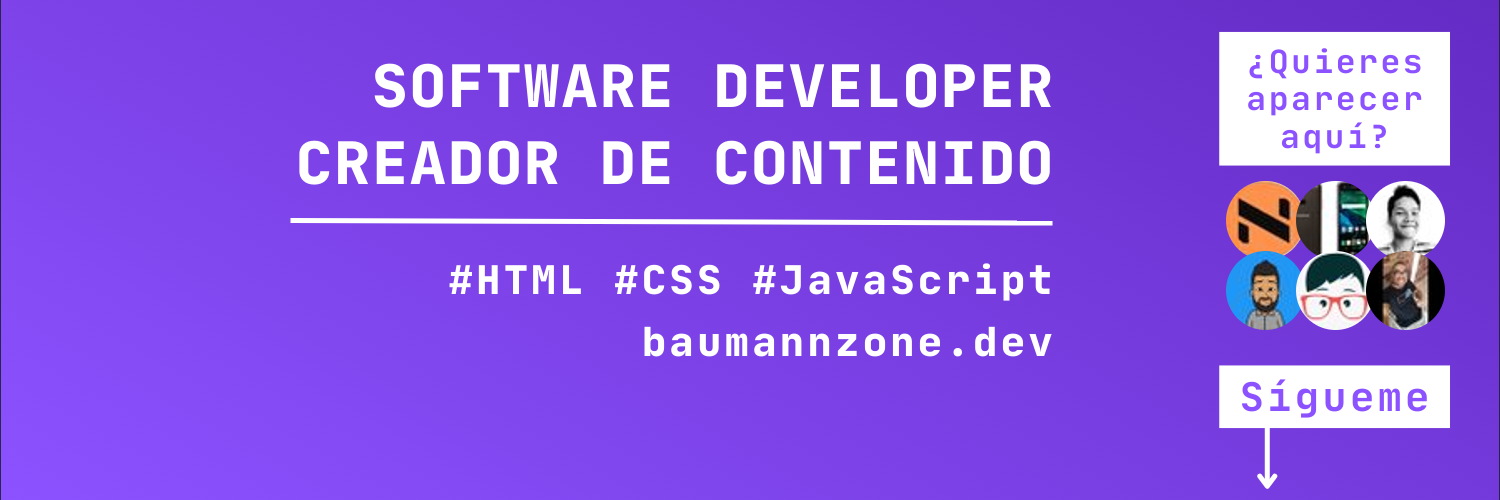 SOFTWARE DEVELOPER
CREADOR DE CONTENIDO
#HTML #CSS #JavaScript
baumannzone.dev
¿Quieres
aparecer
aquí?
Sígueme